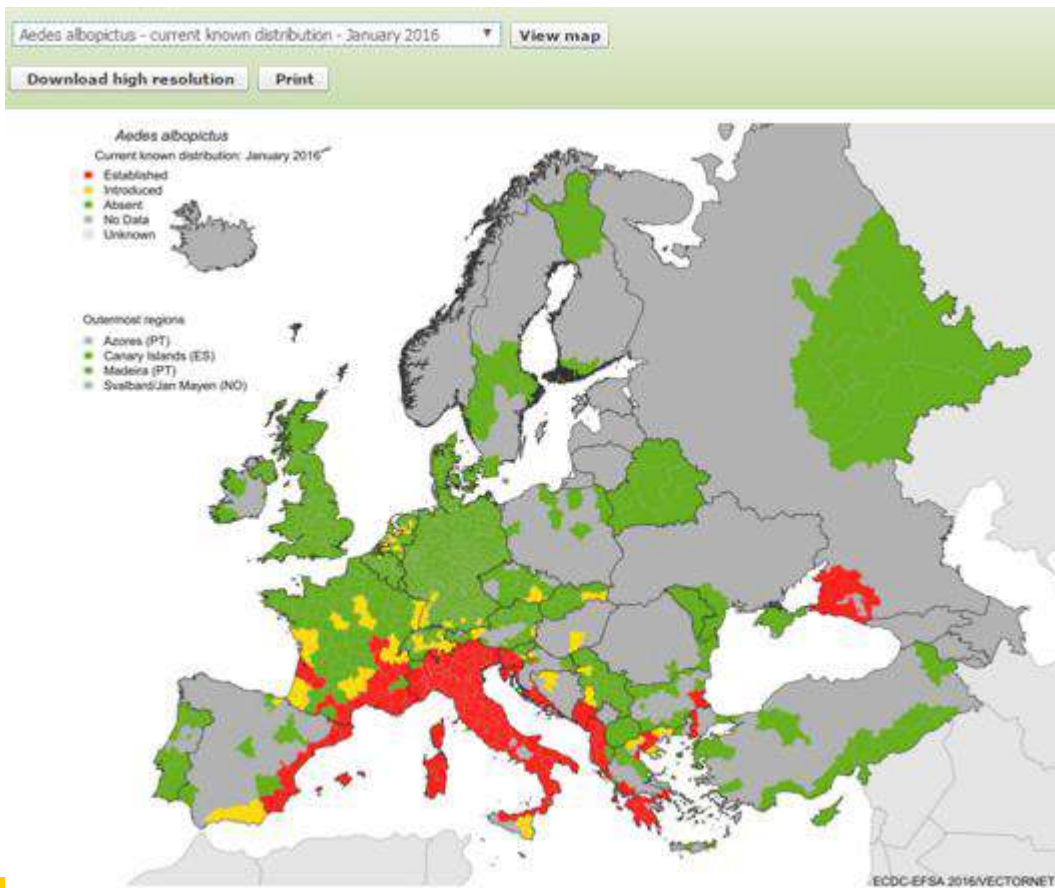 Aedes albopictus - current known distribution - January 2016
View map
Download high resolution
Print
Aedes albopictus
Current known distribution: January 2016
Established
Introduced
Absent
No Data
Unknown
Outermost regions
Azores (PT)
Canary Islands (ES)
Madeira (PT)
Svalbard/Jan Mayen (NO)
ECDC-EFSA 2016/VECTORNET